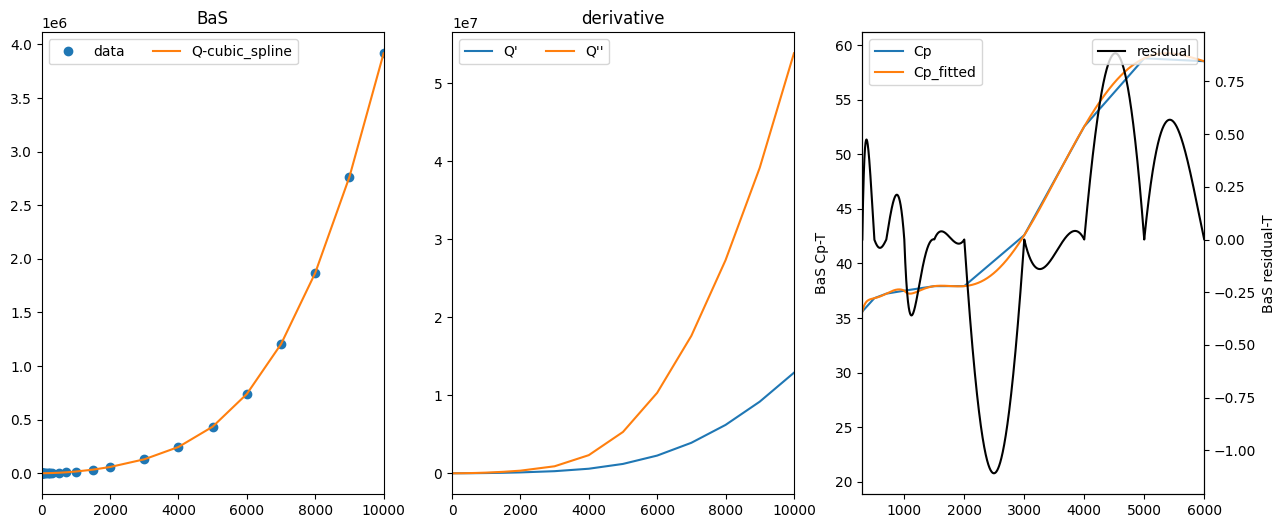 BaS
1e6
data
Q-cubic_spline
4.0
3.5
3.0
2.5
2.0
1.5
1.0
0.5
0.0
0 2000 4000 6000 8000 10000
derivative
1e7
Q'
Q''
5
4
3
2
1
0
0 2000 4000 6000 8000 10000
Cp
Cp_fitted
residual
60
55
50
45
40
35
30
25
20
BaS Cp-T
1000 2000 3000 4000 5000 6000
0.75
0.50
0.25
0.00
−0.25
−0.50
−0.75
−1.00
BaS residual-T